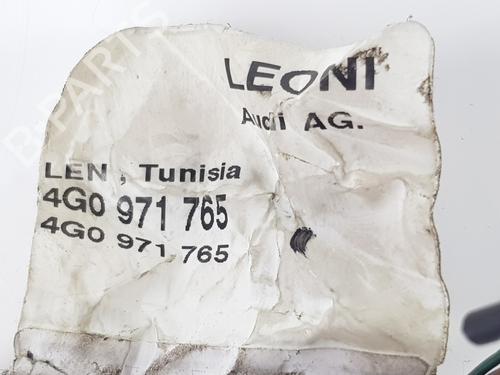 LEONI
Audi AG.
LEN , Tunisia
4G0 971 765
4G0 971 765
B-PARTS